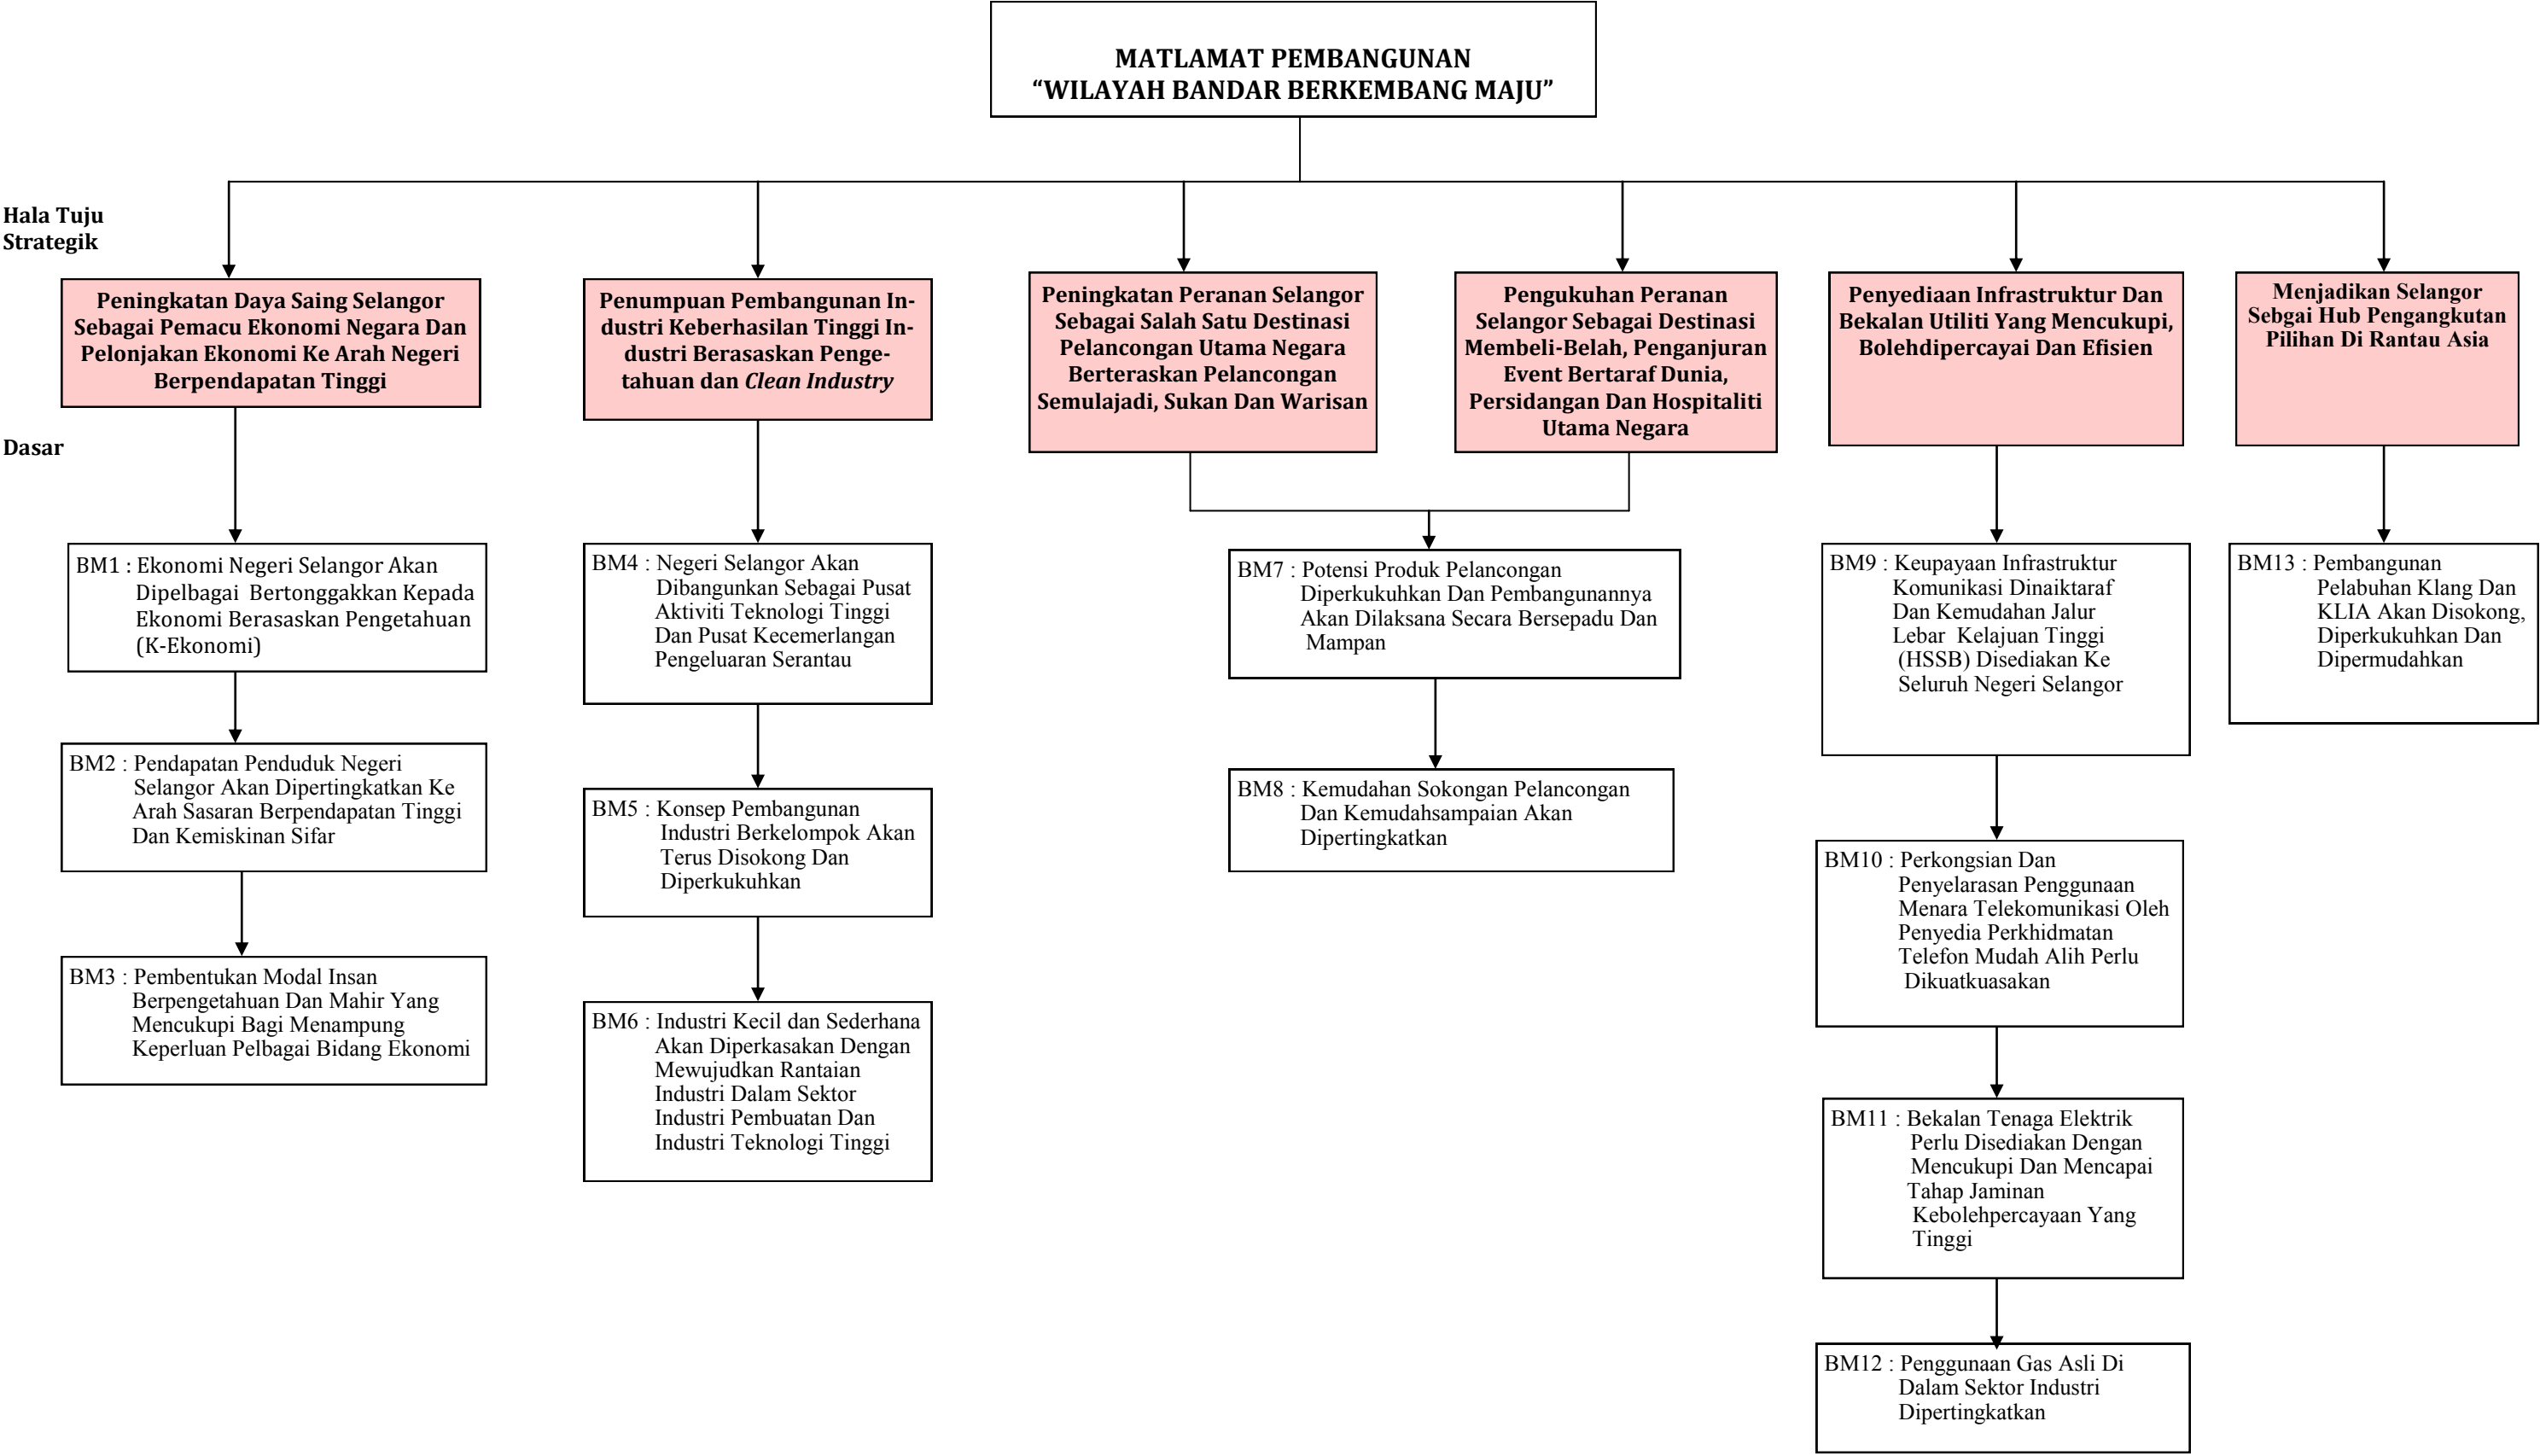 MATLAMAT PEMBANGUNAN
“WILAYAH BANDAR BERKEMBANG MAJU”
Hala Tuju
Strategik
Peningkatan Daya Saing Selangor
Sebagai Pemacu Ekonomi Negara Dan
Pelonjakan Ekonomi Ke Arah Negeri
Berpendapatan Tinggi
Penumpuan Pembangunan In-
dustri Keberhasilan Tinggi In-
dustri Berasaskan Penge-
tahuan dan Clean Industry
Peningkatan Peranan Selangor
Sebagai Salah Satu Destinasi
Pelancongan Utama Negara
Berteraskan Pelancongan
Semulajadi, Sukan Dan Warisan
Pengukuhan Peranan
Selangor Sebagai Destinasi
Membeli-Belah, Penganjuran
Event Bertaraf Dunia,
Persidangan Dan Hospitaliti
Utama Negara
Penyediaan Infrastruktur Dan
Bekalan Utiliti Yang Mencukupi,
Bolehdipercayai Dan Efisien
Menjadikan Selangor
Sebgai Hub Pengangkutan
Pilihan Di Rantau Asia
Dasar
BM1 : Ekonomi Negeri Selangor Akan
Dipelbagai Bertonggakkan Kepada
Ekonomi Berasaskan Pengetahuan
(K-Ekonomi)
BM2 : Pendapatan Penduduk Negeri
Selangor Akan Dipertingkatkan Ke
Arah Sasaran Berpendapatan Tinggi
Dan Kemiskinan Sifar
BM3 : Pembentukan Modal Insan
Berpengetahuan Dan Mahir Yang
Mencukupi Bagi Menampung
Keperluan Pelbagai Bidang Ekonomi
BM4 : Negeri Selangor Akan
Dibangunkan Sebagai Pusat
Aktiviti Teknologi Tinggi
Dan Pusat Kecemerlangan
Pengeluaran Serantau
BM5 : Konsep Pembangunan
Industri Berkelompok Akan
Terus Disokong Dan
Diperkukuhkan
BM6 : Industri Kecil dan Sederhana
Akan Diperkasakan Dengan
Mewujudkan Rantaian
Industri Dalam Sektor
Industri Pembuatan Dan
Industri Teknologi Tinggi
BM7 : Potensi Produk Pelancongan
Diperkukuhkan Dan Pembangunannya
Akan Dilaksana Secara Bersepadu Dan
Mampan
BM8 : Kemudahan Sokongan Pelancongan
Dan Kemudahsampaian Akan
Dipertingkatkan
BM9 : Keupayaan Infrastruktur
Komunikasi Dinaiktaraf
Dan Kemudahan Jalur
Lebar Kelajuan Tinggi
(HSSB) Disediakan Ke
Seluruh Negeri Selangor
BM10 : Perkongsian Dan
Penyelarasan Penggunaan
Menara Telekomunikasi Oleh
Penyedia Perkhidmatan
Telefon Mudah Alih Perlu
Dikuatkuasakan
BM11 : Bekalan Tenaga Elektrik
Perlu Disediakan Dengan
Mencukupi Dan Mencapai
Tahap Jaminan
Kebolehpercayaan Yang
Tinggi
BM12 : Penggunaan Gas Asli Di
Dalam Sektor Industri
Dipertingkatkan
BM13 : Pembangunan
Pelabuhan Klang Dan
KLIA Akan Disokong,
Diperkukuhkan Dan
Dipermudahkan